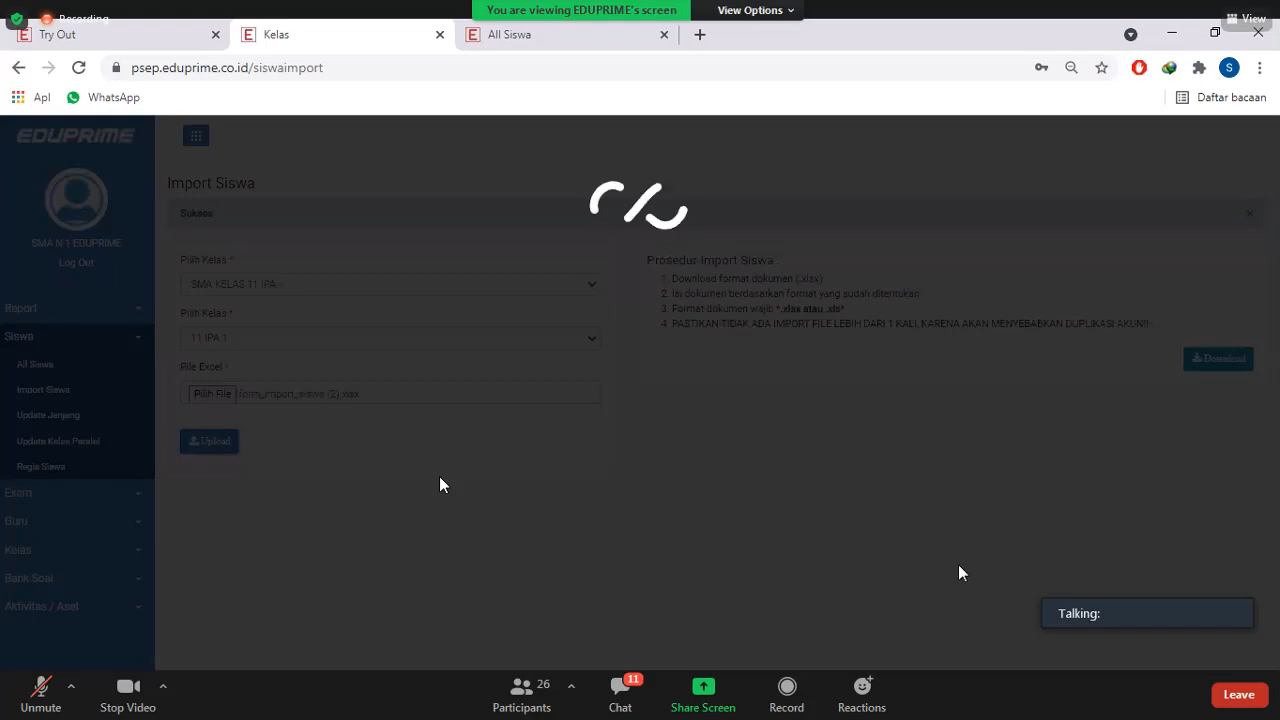 Recording
You are viewing EDUPRIME's screen
View Options
View
Try Out
Kelas
All Siswa
psep.eduprime.co.id/siswaimport
S
Apl
WhatsApp
Daftar bacaan
EDUPRIME
SMA N 1 EDUPRIME
Log Out
Report
Siswa
All Siswa
Import Siswa
Update Jenjang
Update Kelas Paralel
Regis Siswa
Exam
Guru
Kelas
Bank Soal
Aktivitas / Aset
Import Siswa
Sukses
Pilih Kelas *
SMA KELAS 11 IPA
Pilih Kelas *
11 IPA 1
File Excel *
Pilih File form_import_siswa (2).xlsx
Upload
Prosedur Import Siswa..
1. Download format dokumen (.xlsx)
2. Isi dokumen berdasarkan format yang sudah ditentukan
3. Format dokumen wajib *.xlsx atau .xls*
4. PASTIKAN TIDAK ADA IMPORT FILE LEBIH DARI 1 KALI, KARENA AKAN MENYEBABKAN DUPLIKASI AKUN!!
Download
Talking:
Unmute
Stop Video
26
Participants
11
Chat
Share Screen
Record
Reactions
Leave